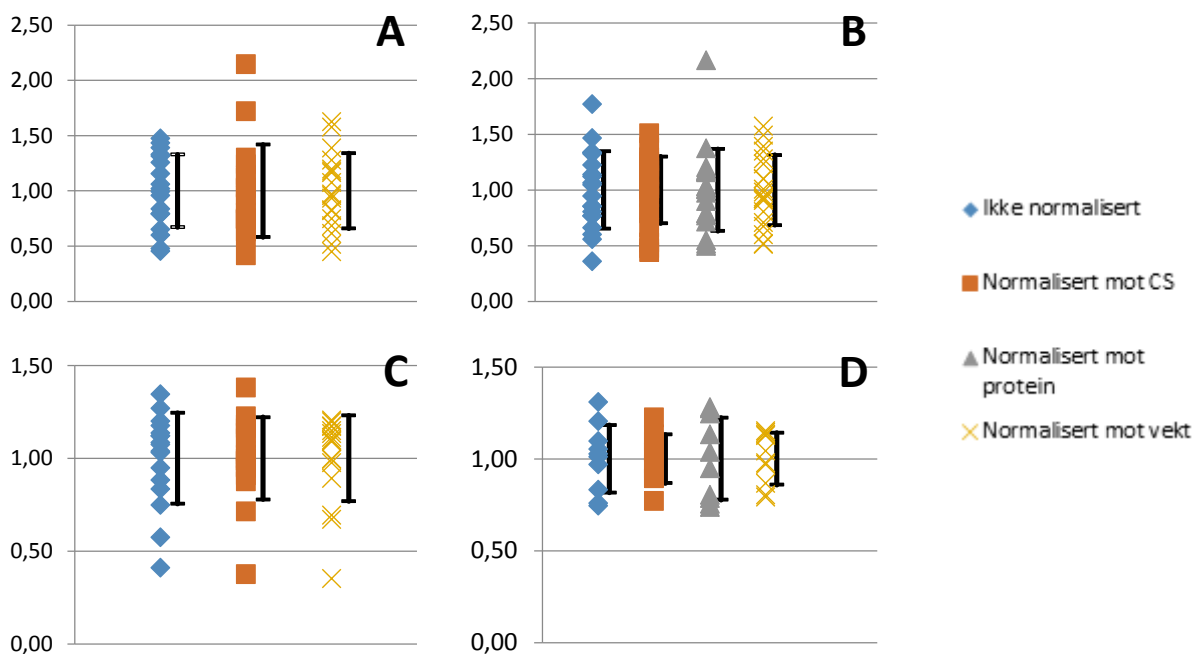 2,50
2,00
1,50
1,00
0,50
0,00
A
2,50
2,00
1,50
1,00
0,50
0,00
B
1,50
1,00
0,50
0,00
C
1,50
1,00
0,50
0,00
D
Ikke normalisert
Normalisert mot CS
Normalisert mot
protein
Normalisert mot vekt